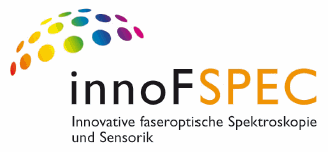 innoFSPEC
Innovative faseroptische Spektroskopie
und Sensorik